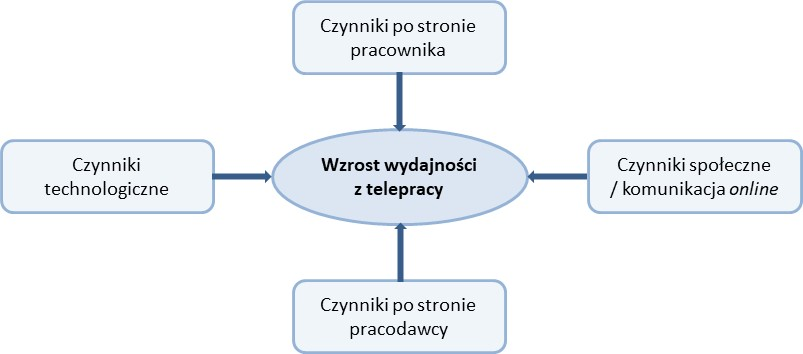 Czynniki po stronie
pracownika
Czynniki
technologiczne
Wzrost wydajności
z telepracy
Czynniki społeczne
/ komunikacja online
Czynniki po stronie
pracodawcy